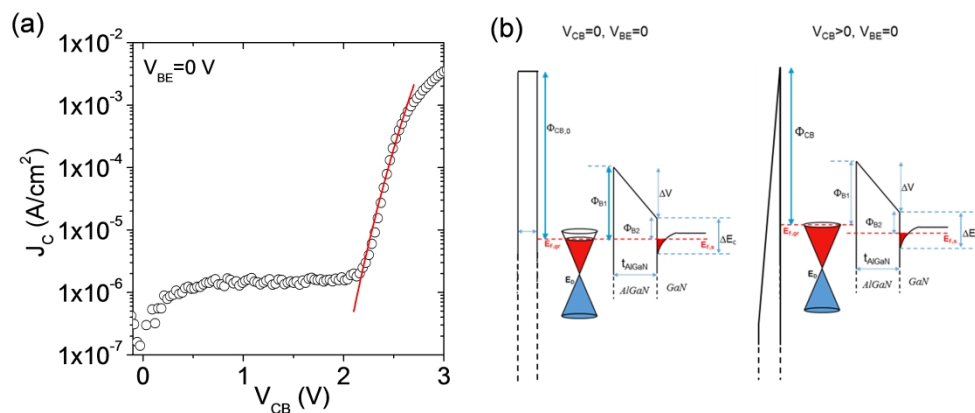 (a)
V_BE=0 V
J_C (A/cm²)
1x10⁻²
1x10⁻³
1x10⁻⁴
1x10⁻⁵
1x10⁻⁶
1x10⁻⁷
0 1 2 3
V_CB (V)
(b)
V_CB=0, V_BE=0
Φ_CB,0
Φ_B1
ΔV
Φ_B2
ΔE_c
E_F,gr
E_F,s
E_D
t_AlGaN
AlGaN
GaN
V_CB>0, V_BE=0
Φ_CB
Φ_B1
ΔV
Φ_B2
ΔE
E_F,gr
E_F,s
E_D
t_AlGaN
AlGaN
GaN